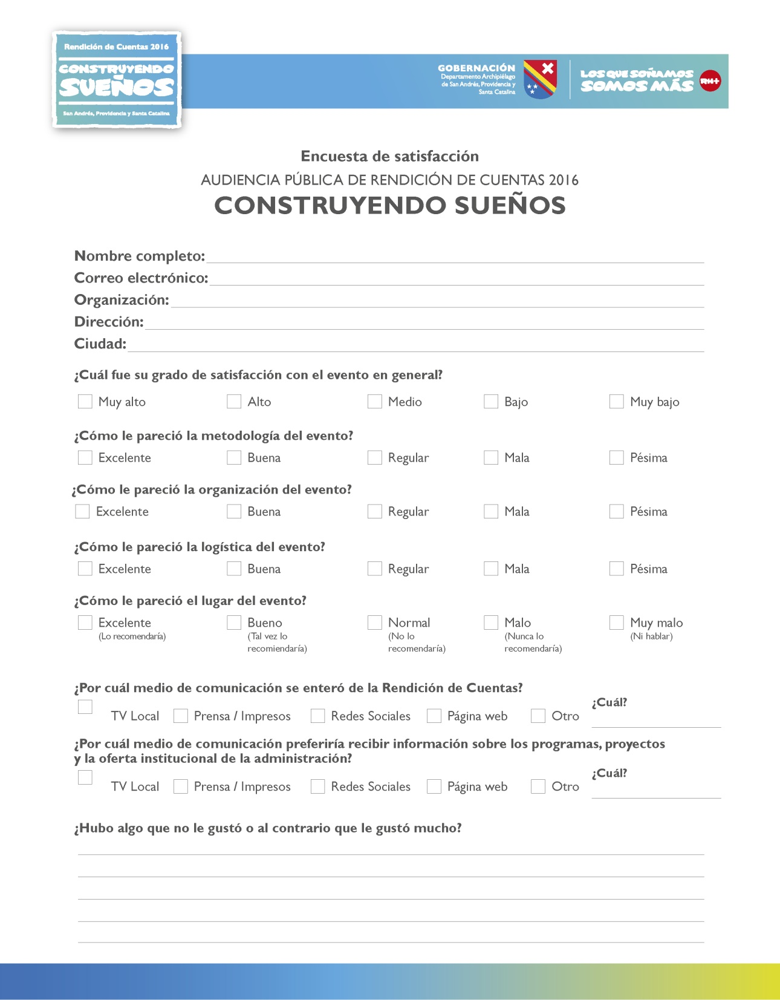 Rendición de Cuentas 2016
CONSTRUYENDO
SUEÑOS
San Andrés, Providencia y Santa Catalina
GOBERNACIÓN
Departamento Archipiélago
de San Andrés, Providencia y
Santa Catalina
LOS QUE SOÑAMOS
SOMOS MÁS
RH+
Encuesta de satisfacción
AUDIENCIA PÚBLICA DE RENDICIÓN DE CUENTAS 2016
CONSTRUYENDO SUEÑOS
Nombre completo:
Correo electrónico:
Organización:
Dirección:
Ciudad:
¿Cuál fue su grado de satisfacción con el evento en general?
Muy alto Alto Medio Bajo Muy bajo
¿Cómo le pareció la metodología del evento?
Excelente Buena Regular Mala Pésima
¿Cómo le pareció la organización del evento?
Excelente Buena Regular Mala Pésima
¿Cómo le pareció la logística del evento?
Excelente Buena Regular Mala Pésima
¿Cómo le pareció el lugar del evento?
Excelente Bueno Normal Malo Muy malo
(Lo recomendaría) (Tal vez lo (No lo (Nunca lo (Ni hablar)
recomiendaría) recomendaría) recomendaría)
¿Por cuál medio de comunicación se enteró de la Rendición de Cuentas?
¿Cuál?
TV Local Prensa / Impresos Redes Sociales Página web Otro
¿Por cuál medio de comunicación preferiría recibir información sobre los programas, proyectos
y la oferta institucional de la administración?
¿Cuál?
TV Local Prensa / Impresos Redes Sociales Página web Otro
¿Hubo algo que no le gustó o al contrario que le gustó mucho?